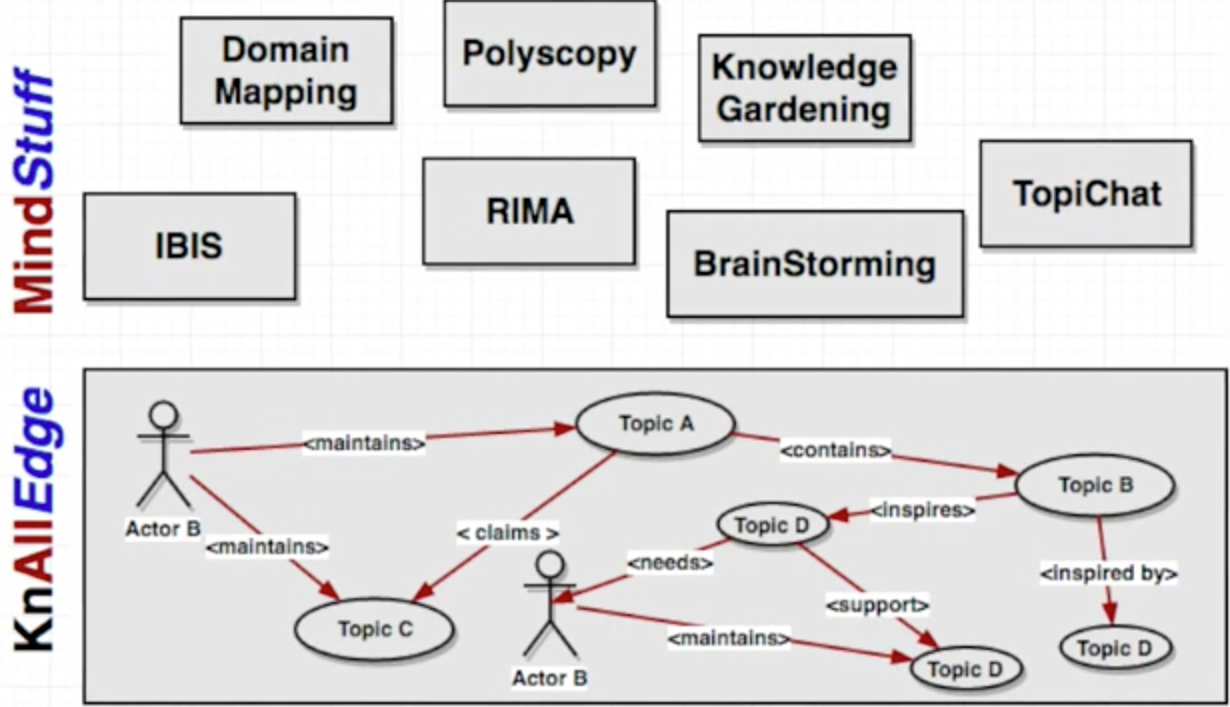 MindStuff
Domain
Mapping
Polyscopy
Knowledge
Gardening
IBIS
RIMA
BrainStorming
TopiChat
KnAllEdge
Actor B
<maintains>
Topic A
<contains>
Topic B
<maintains>
< claims >
Topic C
<inspires>
Topic D
<needs>
Actor B
<support>
<maintains>
Topic D
<inspired by>
Topic D